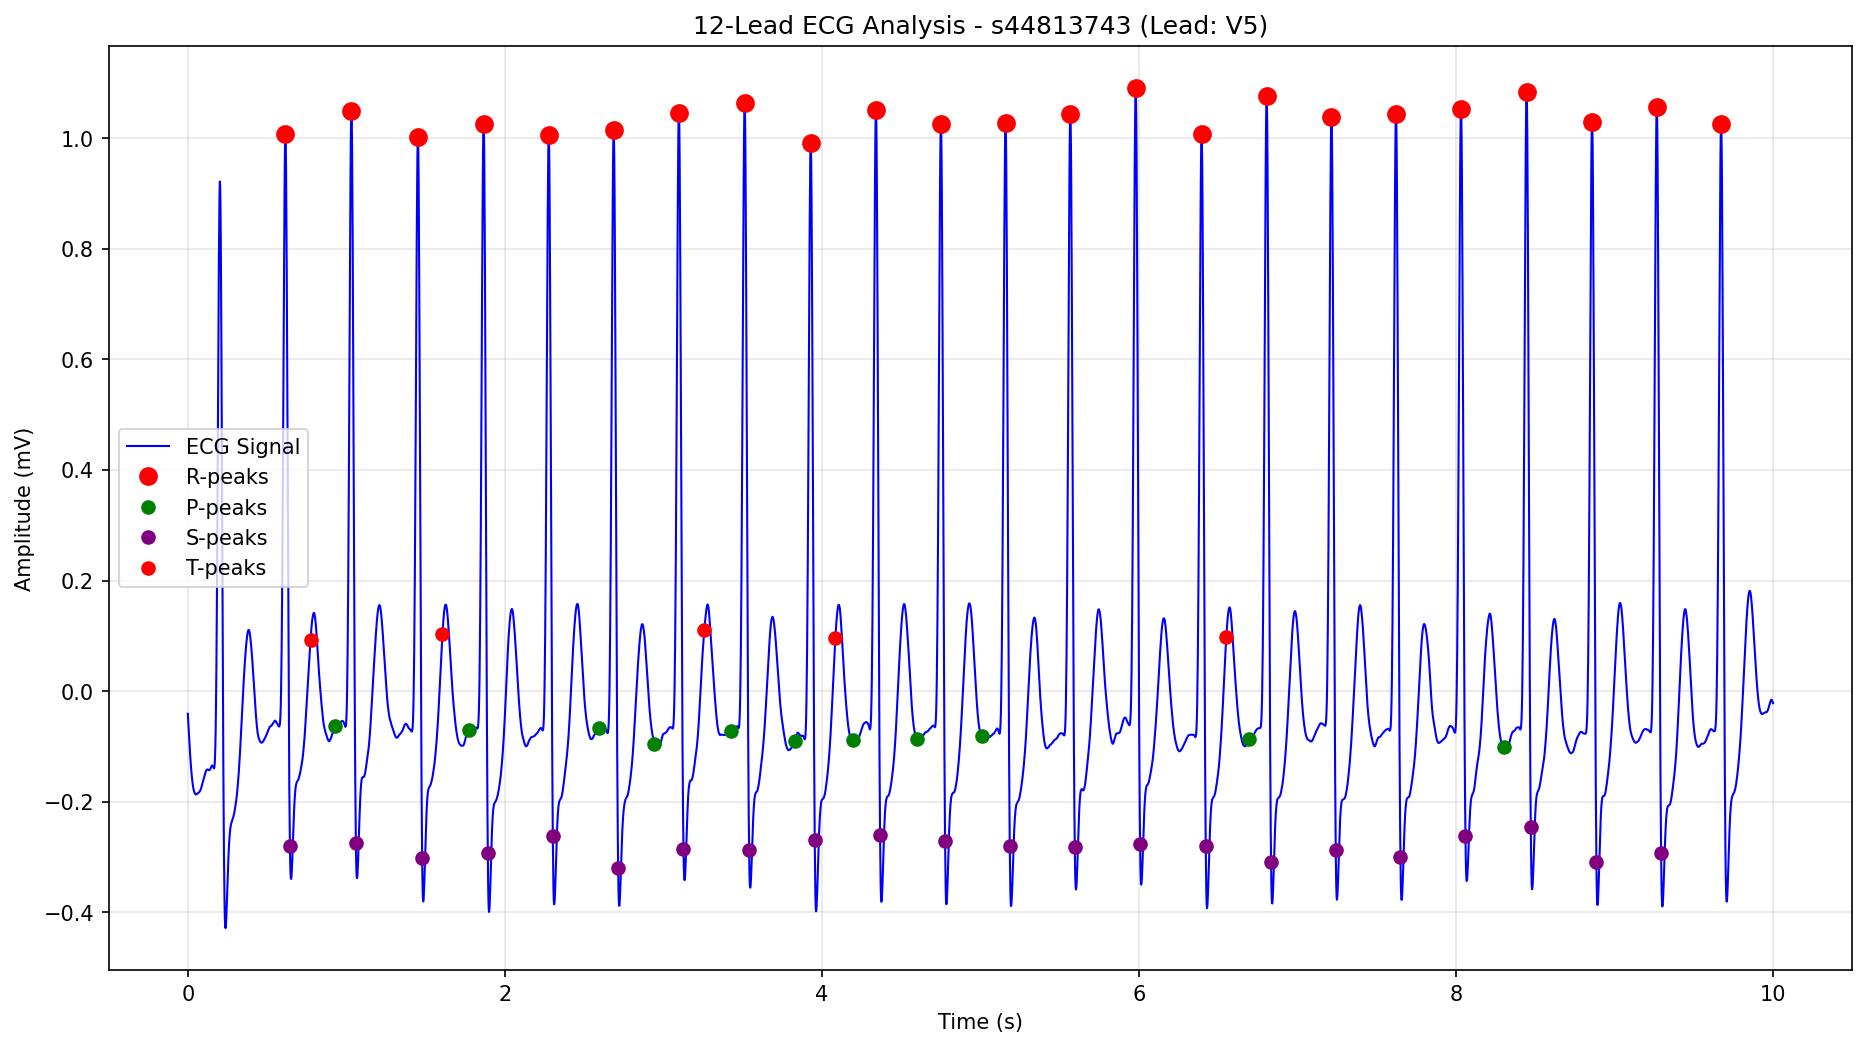 12-Lead ECG Analysis - s44813743 (Lead: V5)
Amplitude (mV)
1.0
0.8
0.6
0.4
0.2
0.0
−0.2
−0.4
ECG Signal
R-peaks
P-peaks
S-peaks
T-peaks
0 2 4 6 8 10
Time (s)